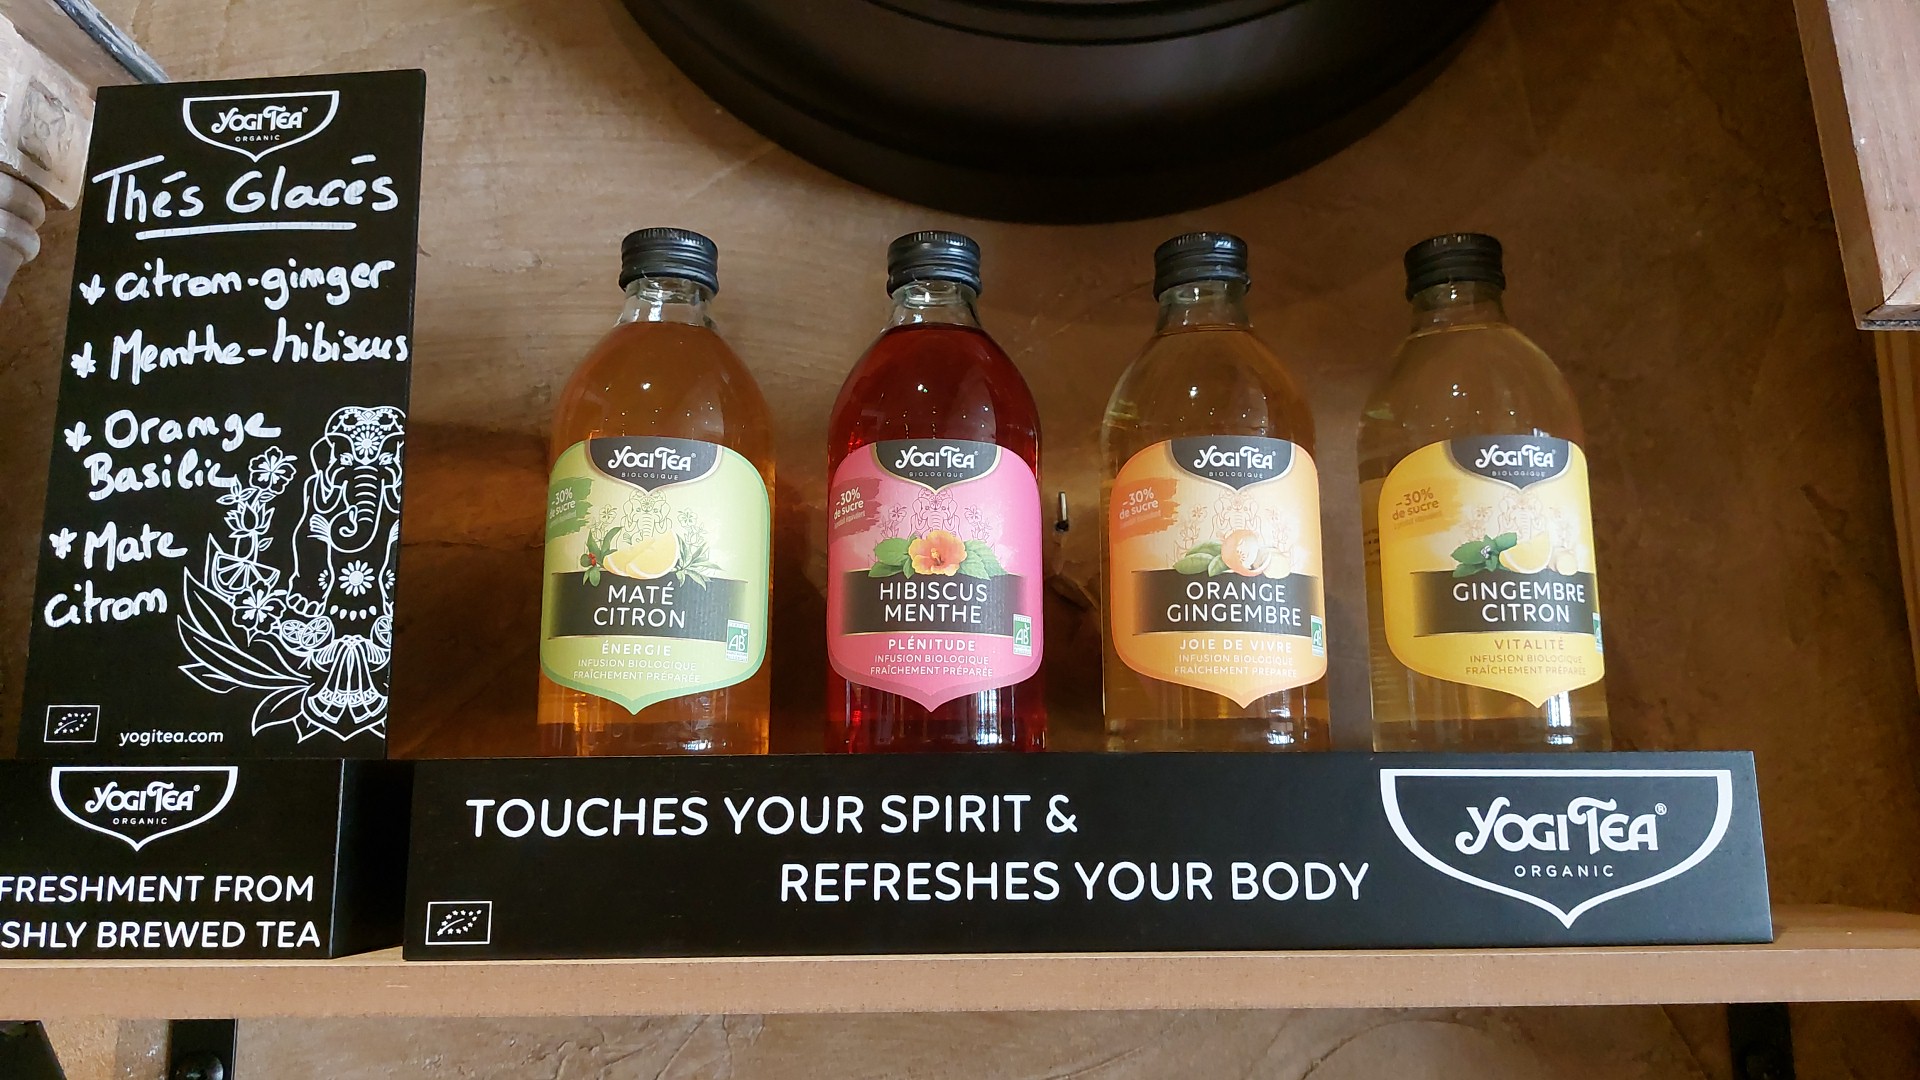 YOGI TEA®
ORGANIC
Thés Glacés
* citron-ginger
* Menthe-hibiscus
* Orange
Basilic
* Mate
citron
yogitea.com
YOGI TEA®
ORGANIC
FRESHMENT FROM
SHLY BREWED TEA
YOGI TEA®
BIOLOGIQUE
-30%
de sucre
MATÉ
CITRON
AB
ÉNERGIE
INFUSION BIOLOGIQUE
FRAÎCHEMENT PRÉPARÉE
YOGI TEA®
BIOLOGIQUE
-30%
de sucre
HIBISCUS
MENTHE
AB
PLÉNITUDE
INFUSION BIOLOGIQUE
FRAÎCHEMENT PRÉPARÉE
YOGI TEA®
BIOLOGIQUE
-30%
de sucre
ORANGE
GINGEMBRE
JOIE DE VIVRE
INFUSION BIOLOGIQUE
FRAÎCHEMENT PRÉPARÉE
YOGI TEA®
BIOLOGIQUE
-30%
de sucre
GINGEMBRE
CITRON
VITALITÉ
INFUSION BIOLOGIQUE
FRAÎCHEMENT PRÉPARÉE
TOUCHES YOUR SPIRIT &
REFRESHES YOUR BODY
YOGI TEA®
ORGANIC